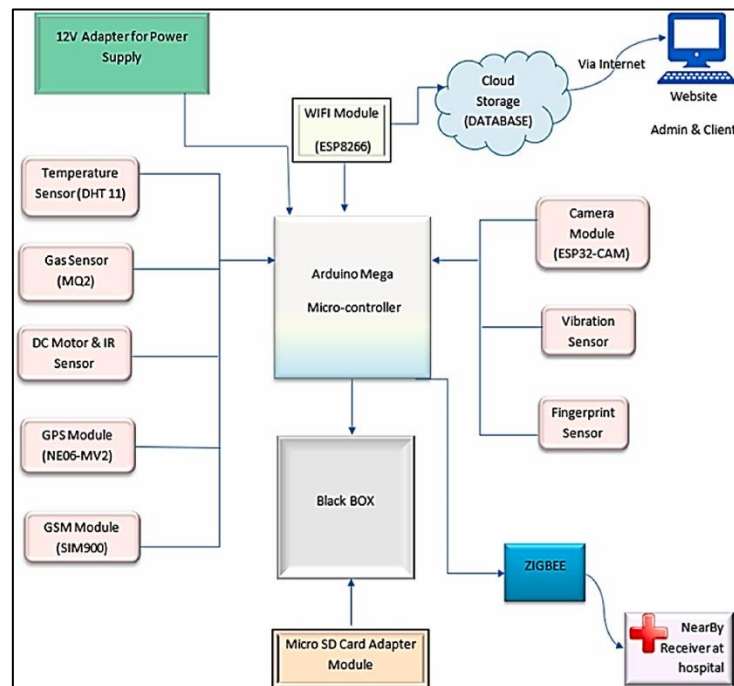 12V Adapter for Power
Supply
Via Internet
Cloud
Storage
(DATABASE)
Website
Admin & Client
WIFI Module
(ESP8266)
Temperature
Sensor (DHT 11)
Gas Sensor
(MQ2)
DC Motor & IR
Sensor
GPS Module
(NE06-MV2)
GSM Module
(SIM900)
Arduino Mega
Micro-controller
Camera
Module
(ESP32-CAM)
Vibration
Sensor
Fingerprint
Sensor
Black BOX
Micro SD Card Adapter
Module
ZIGBEE
NearBy
Receiver at
hospital